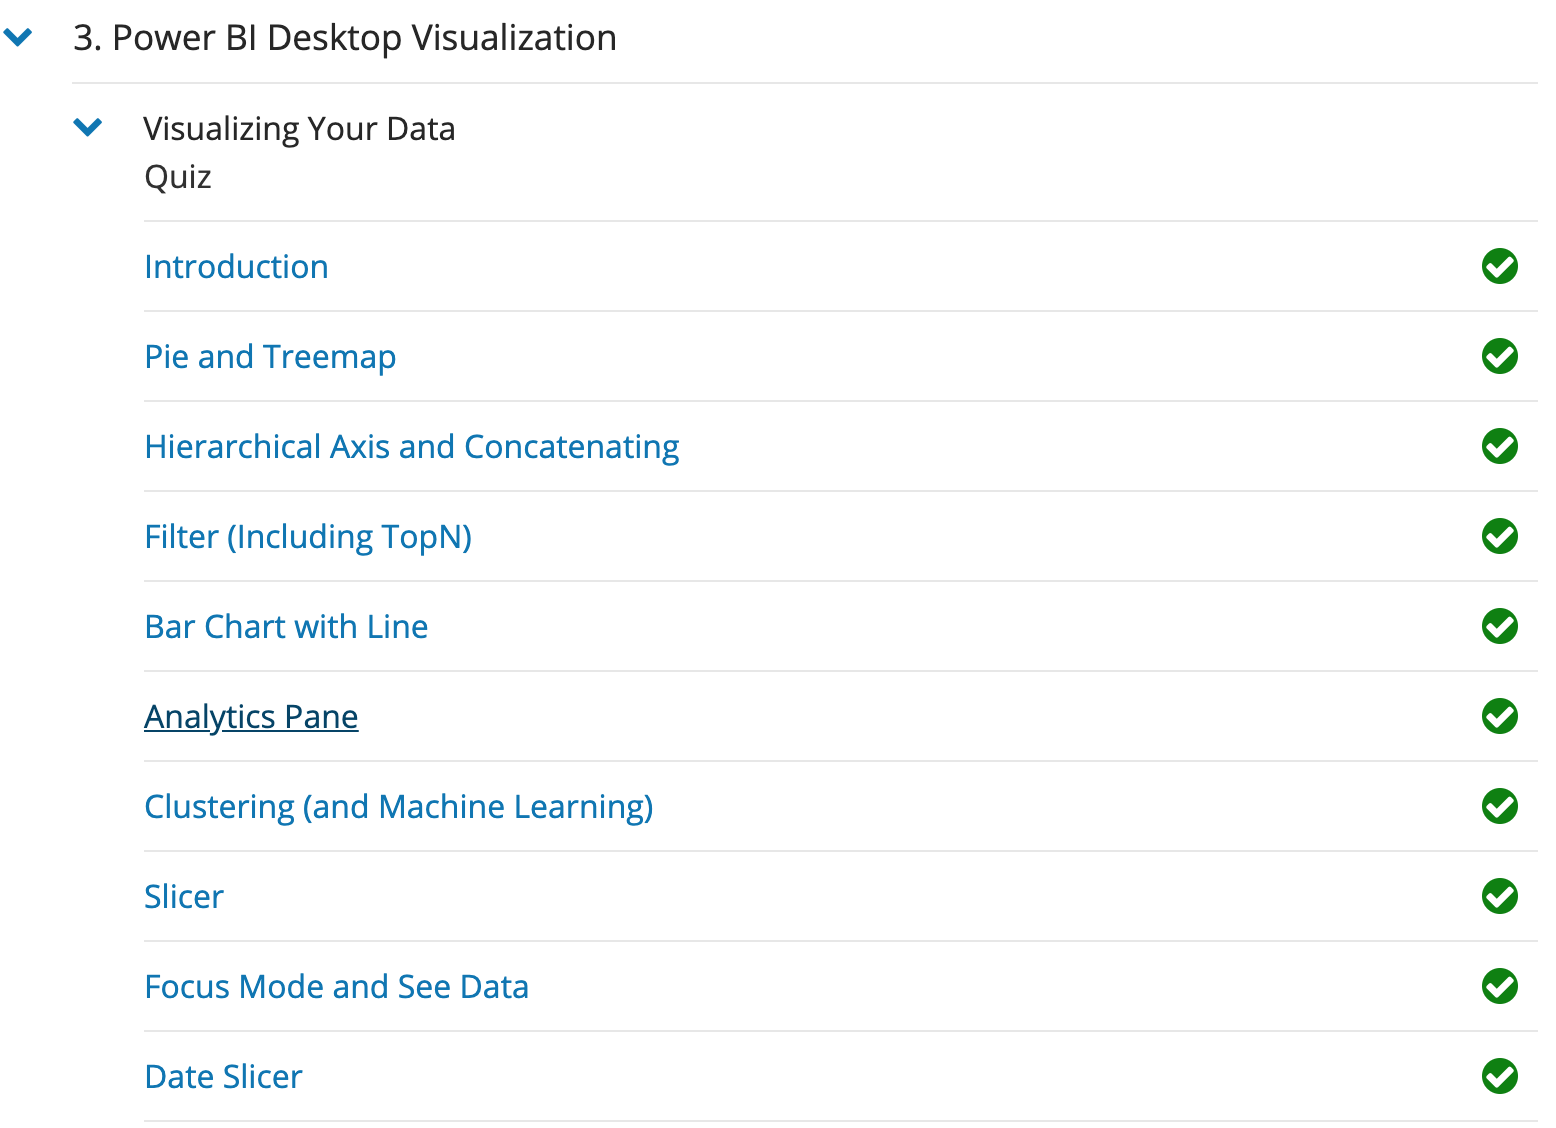 3. Power BI Desktop Visualization
Visualizing Your Data
Quiz
Introduction
Pie and Treemap
Hierarchical Axis and Concatenating
Filter (Including TopN)
Bar Chart with Line
Analytics Pane
Clustering (and Machine Learning)
Slicer
Focus Mode and See Data
Date Slicer